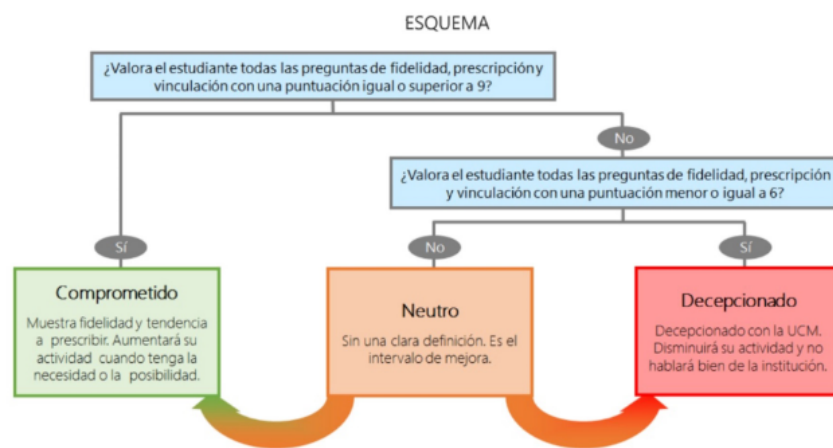 ESQUEMA
¿Valora el estudiante todas las preguntas de fidelidad, prescripción y
vinculación con una puntuación igual o superior a 9?
No
¿Valora el estudiante todas las preguntas de fidelidad, prescripción
y vinculación con una puntuación menor o igual a 6?
Sí
No
Sí
Comprometido
Muestra fidelidad y tendencia
a prescribir. Aumentará su
actividad cuando tenga la
necesidad o la posibilidad.
Neutro
Sin una clara definición. Es el
intervalo de mejora.
Decepcionado
Decepcionado con la UCM.
Disminuirá su actividad y no
hablará bien de la institución.